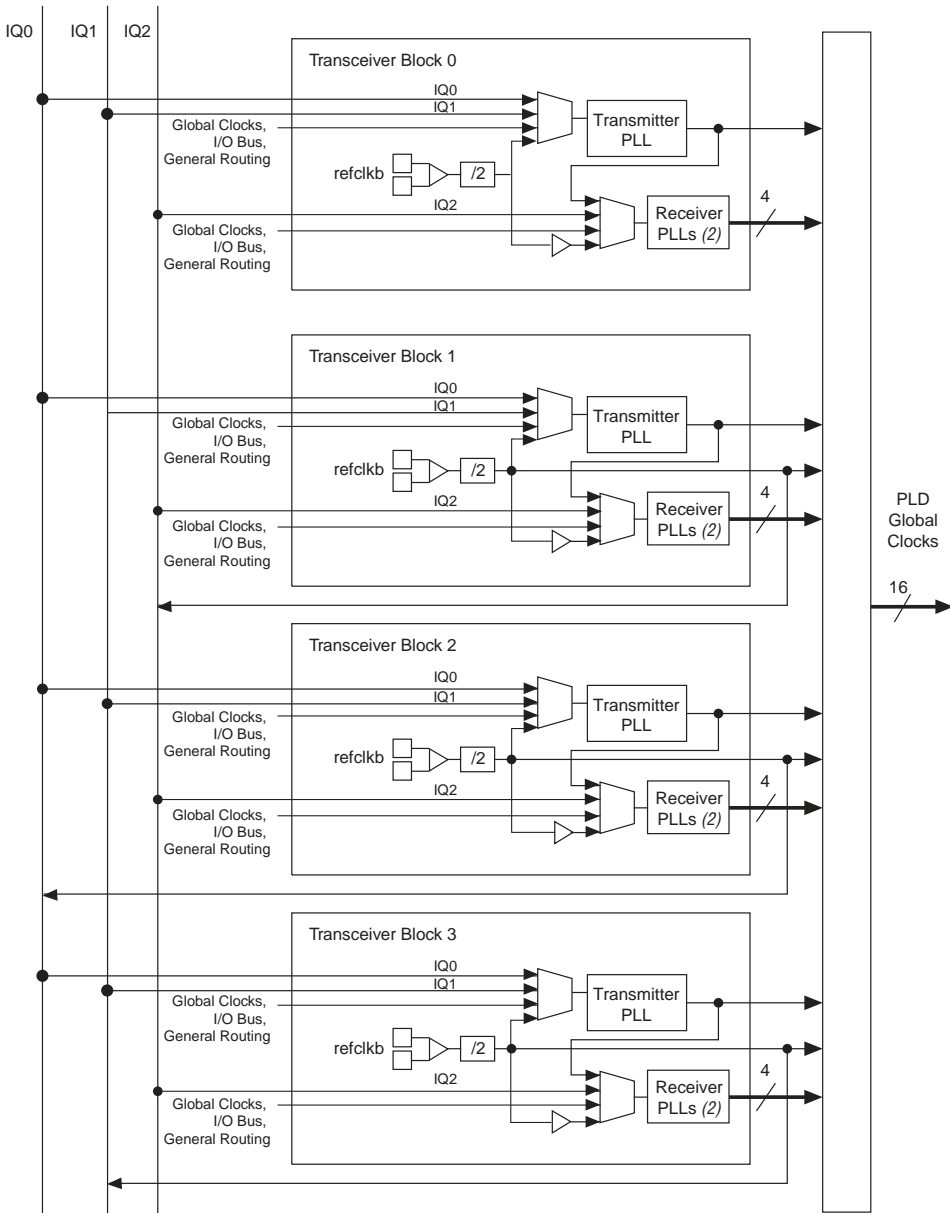 IQ0 IQ1 IQ2
Transceiver Block 0
IQ0
IQ1
Global Clocks,
I/O Bus,
General Routing
Transmitter
PLL
refclkb
/2
IQ2
Global Clocks,
I/O Bus,
General Routing
Receiver
PLLs (2)
4
Transceiver Block 1
IQ0
IQ1
Global Clocks,
I/O Bus,
General Routing
Transmitter
PLL
refclkb
/2
IQ2
Global Clocks,
I/O Bus,
General Routing
Receiver
PLLs (2)
4
PLD
Global
Clocks
16
Transceiver Block 2
IQ0
IQ1
Global Clocks,
I/O Bus,
General Routing
Transmitter
PLL
refclkb
/2
IQ2
Global Clocks,
I/O Bus,
General Routing
Receiver
PLLs (2)
4
Transceiver Block 3
IQ0
IQ1
Global Clocks,
I/O Bus,
General Routing
Transmitter
PLL
refclkb
/2
IQ2
Global Clocks,
I/O Bus,
General Routing
Receiver
PLLs (2)
4